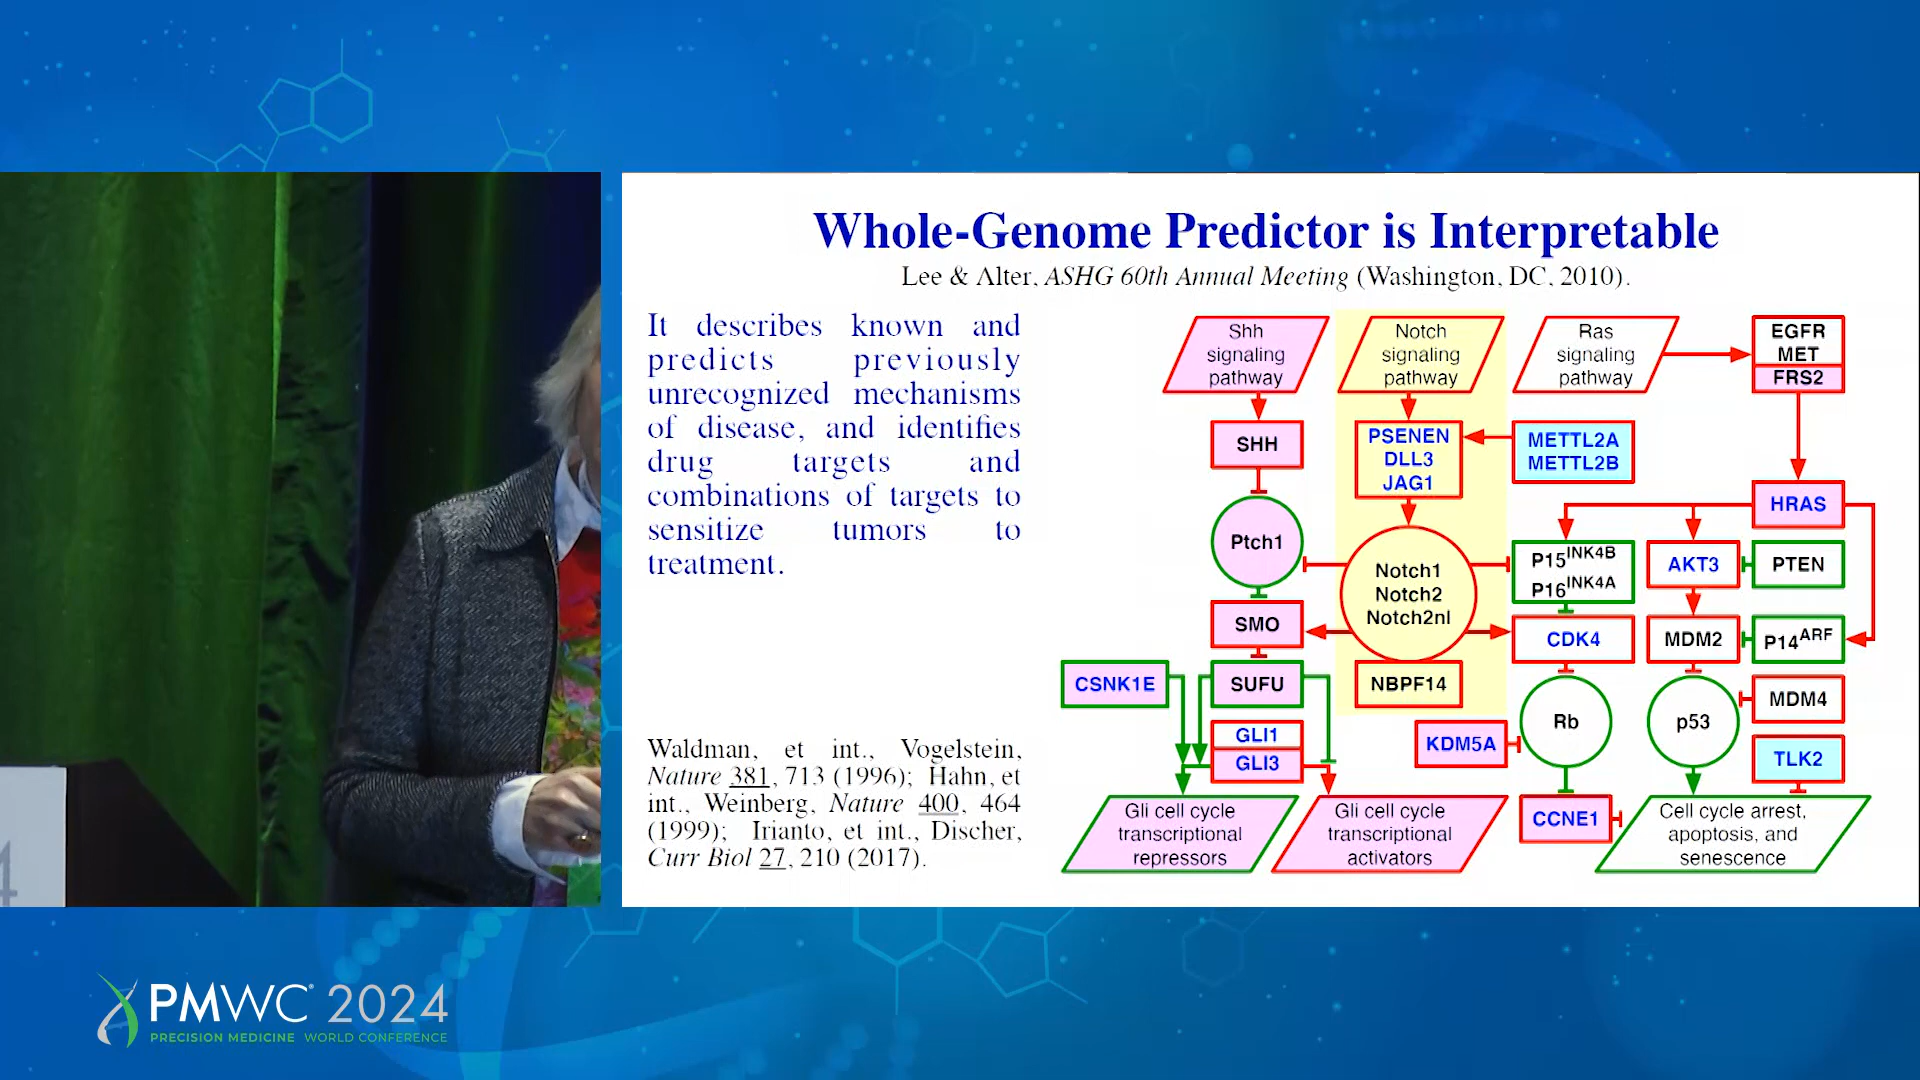 Whole-Genome Predictor is Interpretable
Lee & Alter, ASHG 60th Annual Meeting (Washington, DC, 2010).
It describes known and
predicts previously
unrecognized mechanisms
of disease, and identifies
drug targets and
combinations of targets to
sensitize tumors to
treatment.
Waldman, et int., Vogelstein,
Nature 381, 713 (1996); Hahn, et
int., Weinberg, Nature 400, 464
(1999); Irianto, et int., Discher,
Curr Biol 27, 210 (2017).
Shh
signaling
pathway
Notch
signaling
pathway
Ras
signaling
pathway
EGFR
MET
FRS2
SHH
PSENEN
DLL3
JAG1
METTL2A
METTL2B
HRAS
Ptch1
Notch1
Notch2
Notch2nl
P15INK4B
P16INK4A
AKT3
PTEN
SMO
CDK4
MDM2
P14ARF
CSNK1E
SUFU
NBPF14
MDM4
Rb
p53
GLI1
GLI3
KDM5A
TLK2
Gli cell cycle
transcriptional
repressors
Gli cell cycle
transcriptional
activators
CCNE1
Cell cycle arrest,
apoptosis, and
senescence
4
PMWC® 2024
PRECISION MEDICINE WORLD CONFERENCE